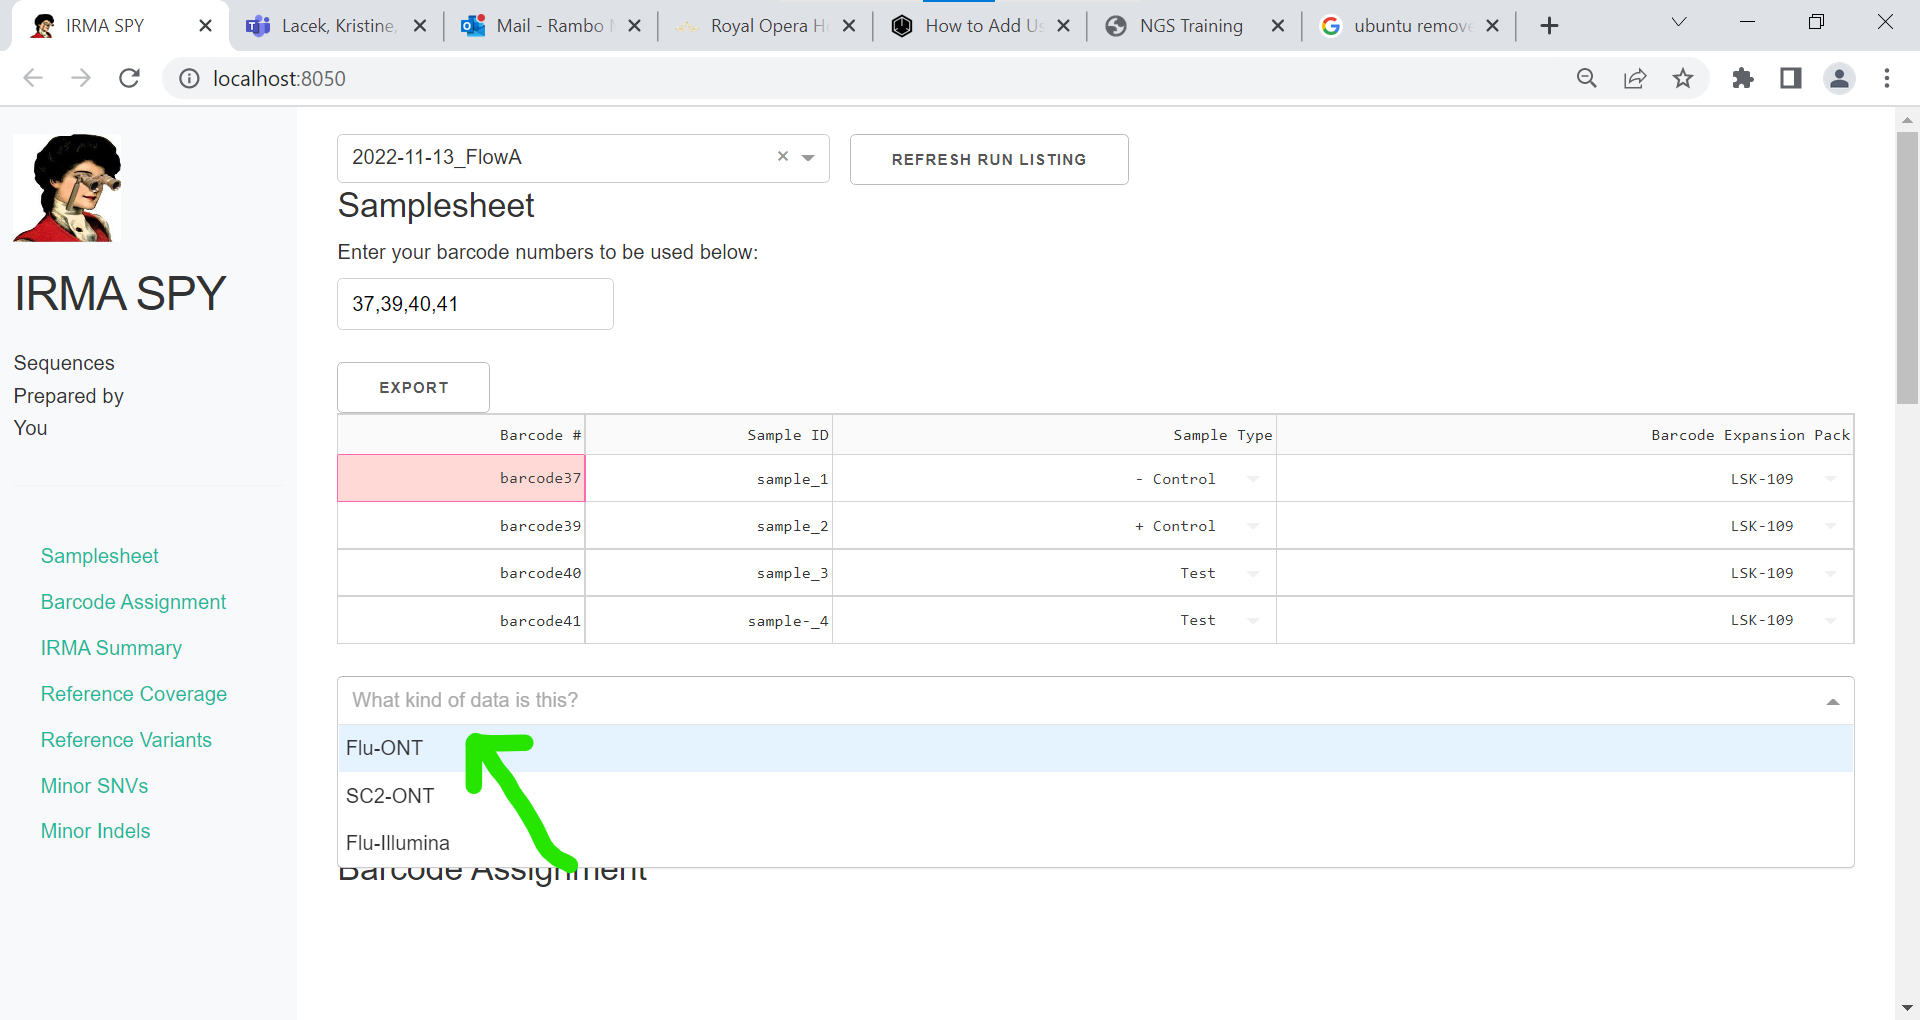 IRMA SPY
Lacek, Kristine,
Mail - Rambo
Royal Opera H
How to Add Us
NGS Training
ubuntu remove
localhost:8050
IRMA SPY
Sequences
Prepared by
You
Samplesheet
Barcode Assignment
IRMA Summary
Reference Coverage
Reference Variants
Minor SNVs
Minor Indels
2022-11-13_FlowA
REFRESH RUN LISTING
Samplesheet
Enter your barcode numbers to be used below:
37,39,40,41
EXPORT
Barcode # Sample ID Sample Type Barcode Expansion Pack
barcode37 sample_1 - Control LSK-109
barcode39 sample_2 + Control LSK-109
barcode40 sample_3 Test LSK-109
barcode41 sample-_4 Test LSK-109
What kind of data is this?
Flu-ONT
SC2-ONT
Flu-Illumina
Barcode Assignment